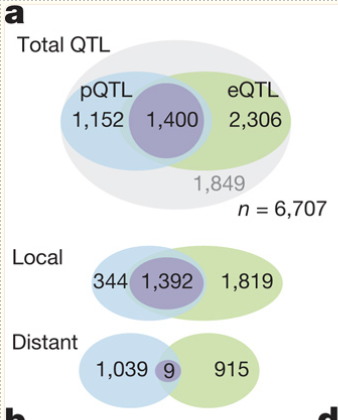 a
Total QTL
pQTL eQTL
1,152 1,400 2,306
1,849
n = 6,707
Local
344 1,392 1,819
Distant
1,039 9 915
b d